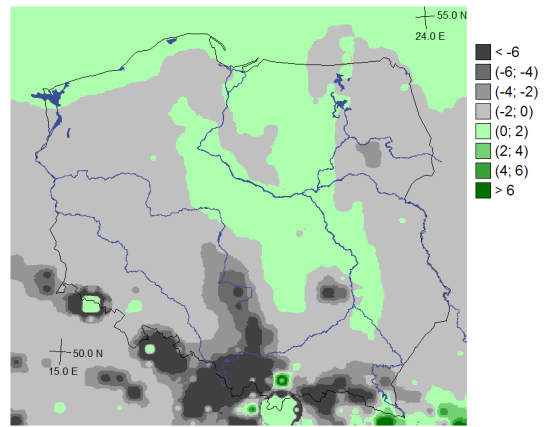 55.0 N
24.0 E
< -6
(-6; -4)
(-4; -2)
(-2; 0)
(0; 2)
(2; 4)
(4; 6)
> 6
50.0 N
15.0 E